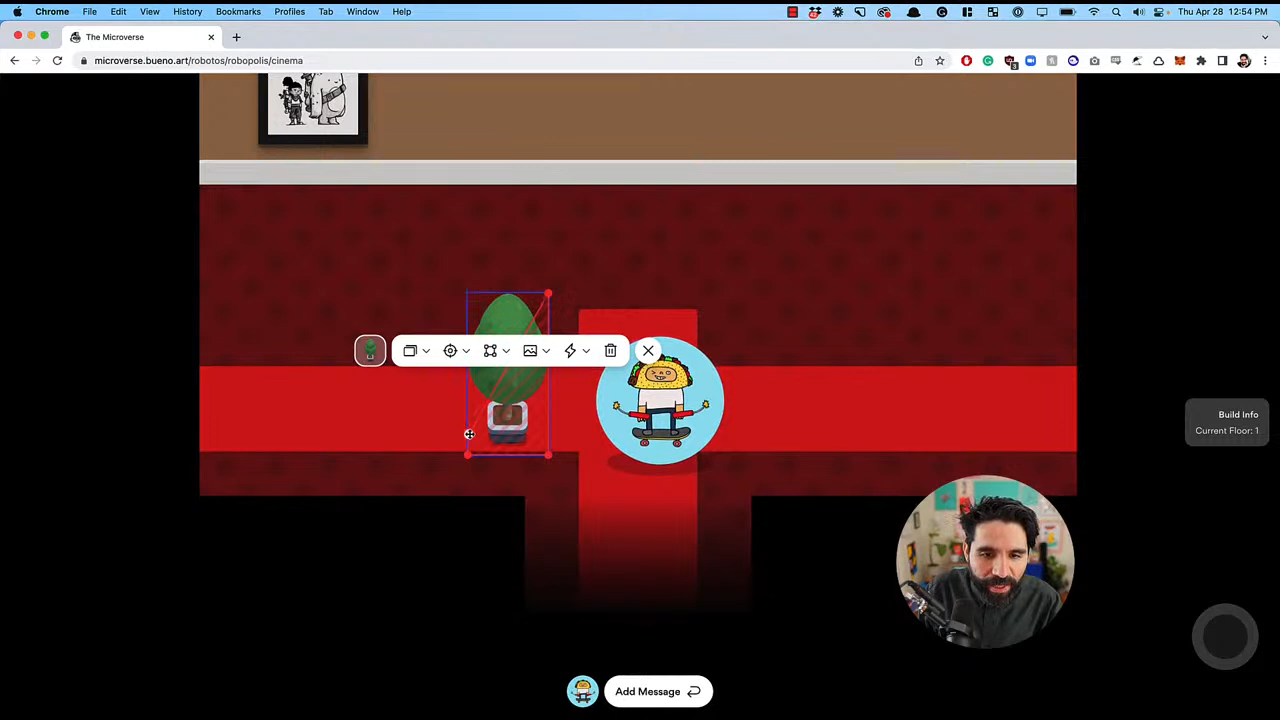 Chrome File Edit View History Bookmarks Profiles Tab Window Help Thu Apr 28 12:54 PM
The Microverse
microverse.bueno.art/robotos/robopolis/cinema
Build Info
Current Floor: 1
Add Message